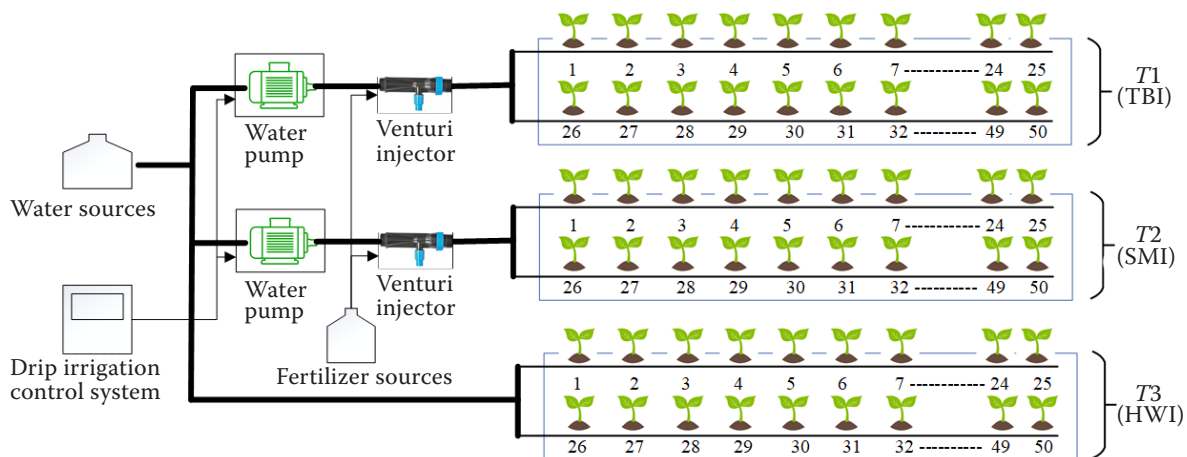 1 2 3 4 5 6 7 ----------- 24 25
26 27 28 29 30 31 32 ---------- 49 50
T1
(TBI)
Water
pump
Venturi
injector
Water sources
1 2 3 4 5 6 7 ----------- 24 25
26 27 28 29 30 31 32 ---------- 49 50
T2
(SMI)
Water
pump
Venturi
injector
Drip irrigation
control system
Fertilizer sources
1 2 3 4 5 6 7 ----------- 24 25
26 27 28 29 30 31 32 ---------- 49 50
T3
(HWI)